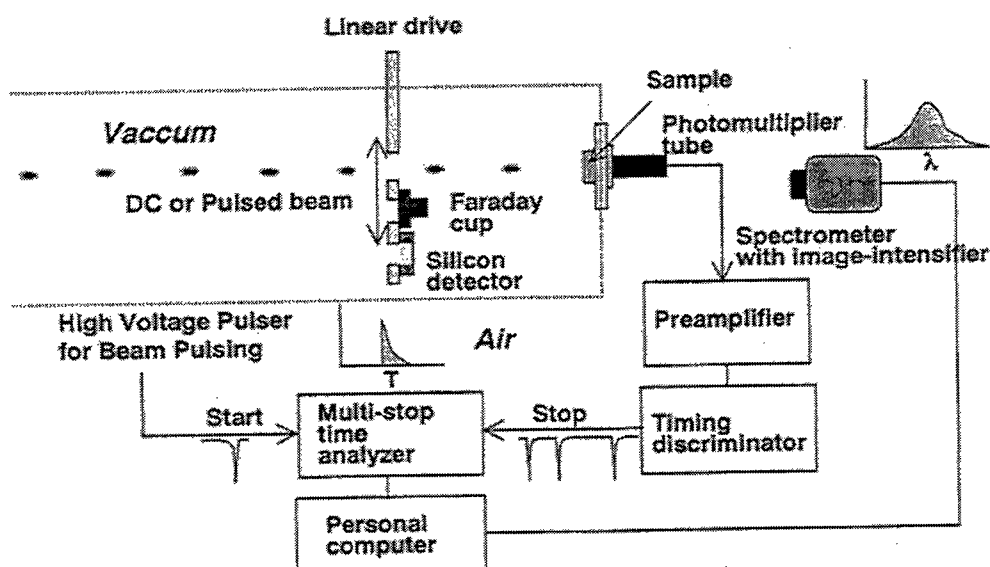 Linear drive
Sample
Vaccum
Photomultiplier
tube
λ
DC or Pulsed beam
Faraday
cup
Silicon
detector
Spectrometer
with image-intensifier
High Voltage Pulser
for Beam Pulsing
Air
Preamplifier
T
Start
Multi-stop
time
analyzer
Stop
Timing
discriminator
Personal
computer